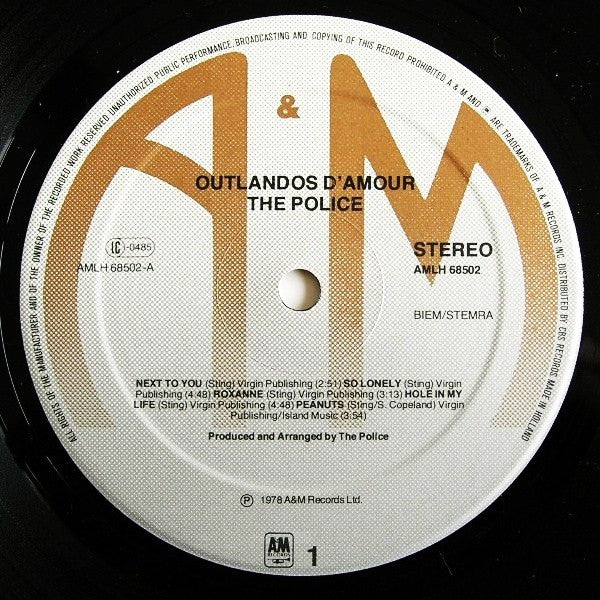 ALL RIGHTS OF THE MANUFACTURER AND OF THE OWNER OF THE RECORDED WORK RESERVED UNAUTHORIZED PUBLIC PERFORMANCE, BROADCASTING AND COPYING OF THIS RECORD PROHIBITED A & M AND ARE TRADEMARKS OF A & M RECORDS INC. DISTRIBUTED BY CBS RECORDS MADE IN HOLLAND
A & M
OUTLANDOS D'AMOUR
THE POLICE
LC-0485
AMLH 68502-A
STEREO
AMLH 68502
BIEM/STEMRA
NEXT TO YOU (Sting) Virgin Publishing (2:51) SO LONELY (Sting) Virgin
Publishing (4:48) ROXANNE (Sting) Virgin Publishing (3:13) HOLE IN MY
LIFE (Sting) Virgin Publishing (4:48) PEANUTS (Sting/S. Copeland) Virgin
Publishing/Island Music (3:54)
Produced and Arranged by The Police
℗ 1978 A&M Records Ltd.
AM
RECORDS
1